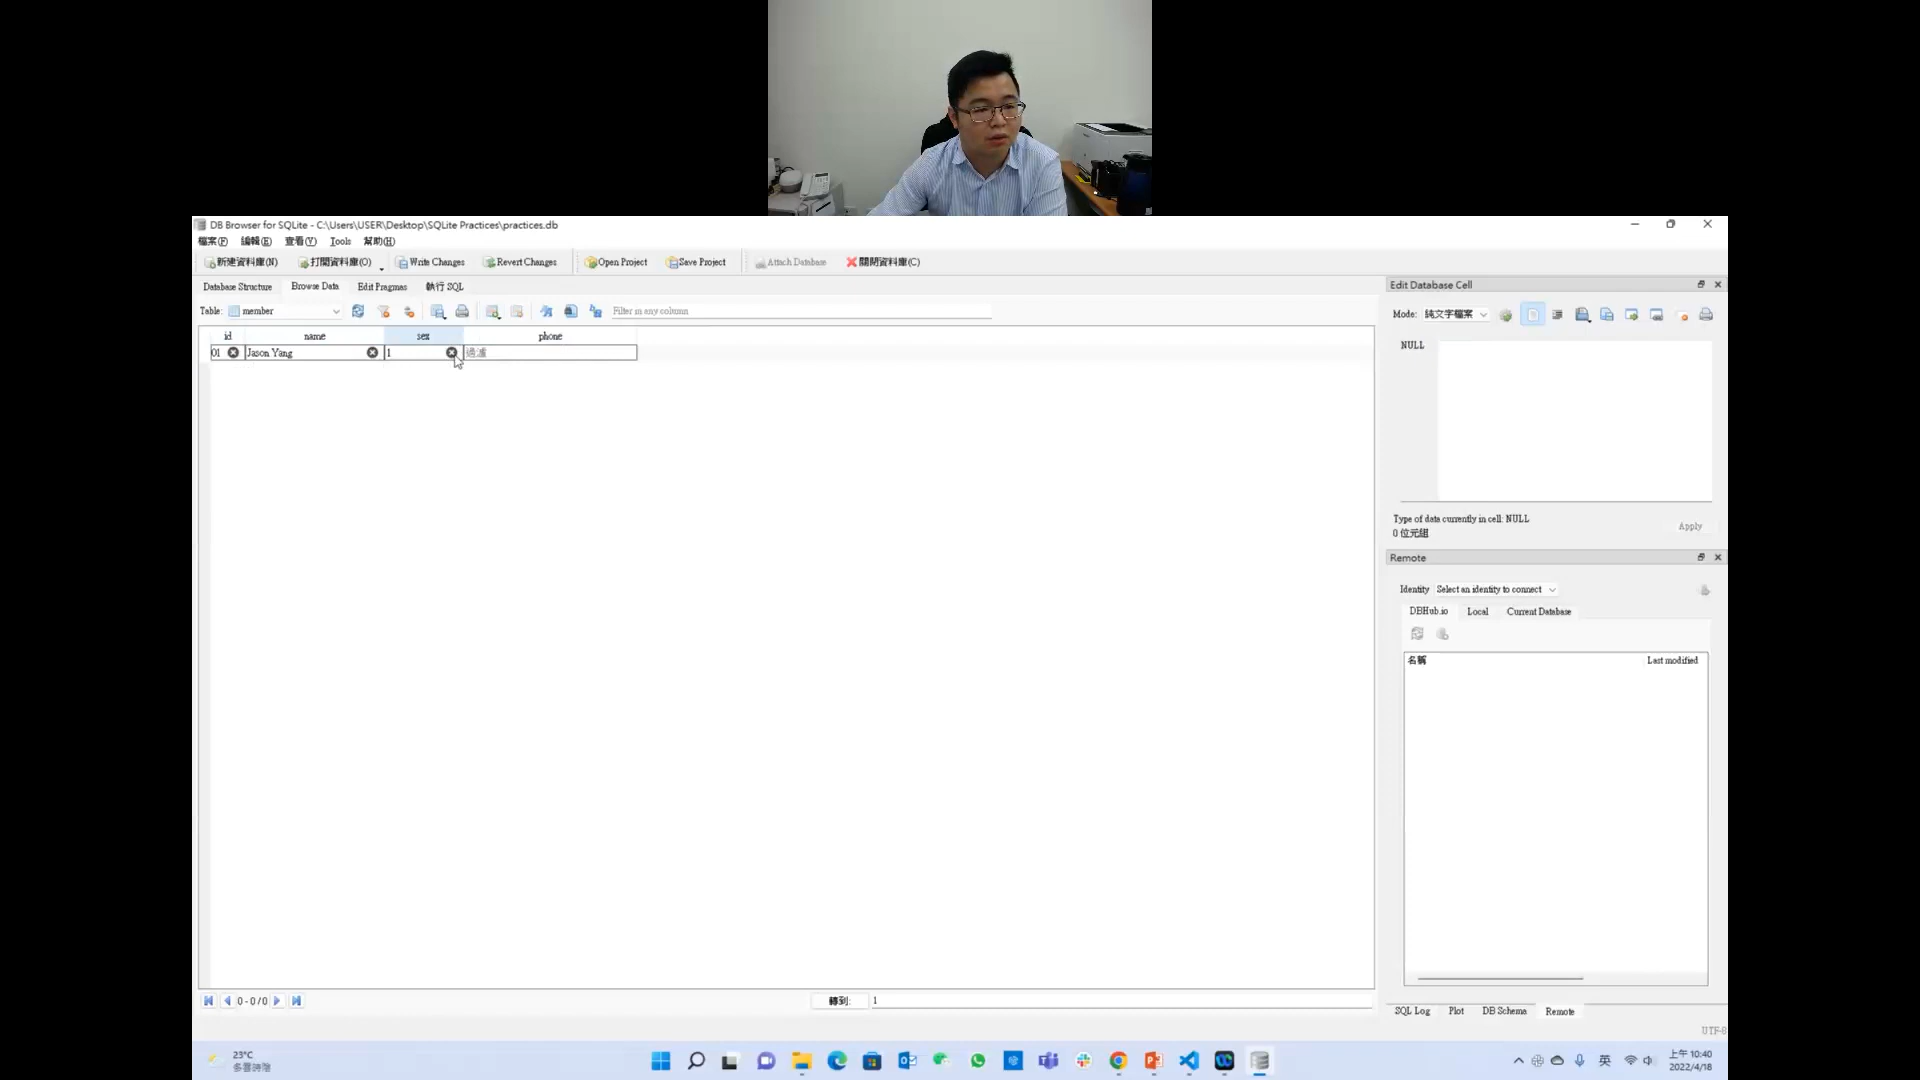 DB Browser for SQLite - C:\Users\USER\Desktop\SQLite Practices\practices.db
檔案(F) 編輯(E) 查看(V) Tools 幫助(H)
新建資料庫(N) 打開資料庫(O) Write Changes Revert Changes Open Project Save Project Attach Database 關閉資料庫(C)
Database Structure Browse Data Edit Pragmas 執行 SQL
Table: member Filter in any column
id name sex phone
01 Jason Yang 1 過濾
0 - 0 / 0 轉到: 1
Edit Database Cell
Mode: 純文字檔案
NULL
Type of data currently in cell: NULL
0 位元組
Apply
Remote
Identity Select an identity to connect
DBHub.io Local Current Database
名稱 Last modified
SQL Log Plot DB Schema Remote
UTF-8
23°C
多雲時陰
英
上午 10:40
2022/4/18